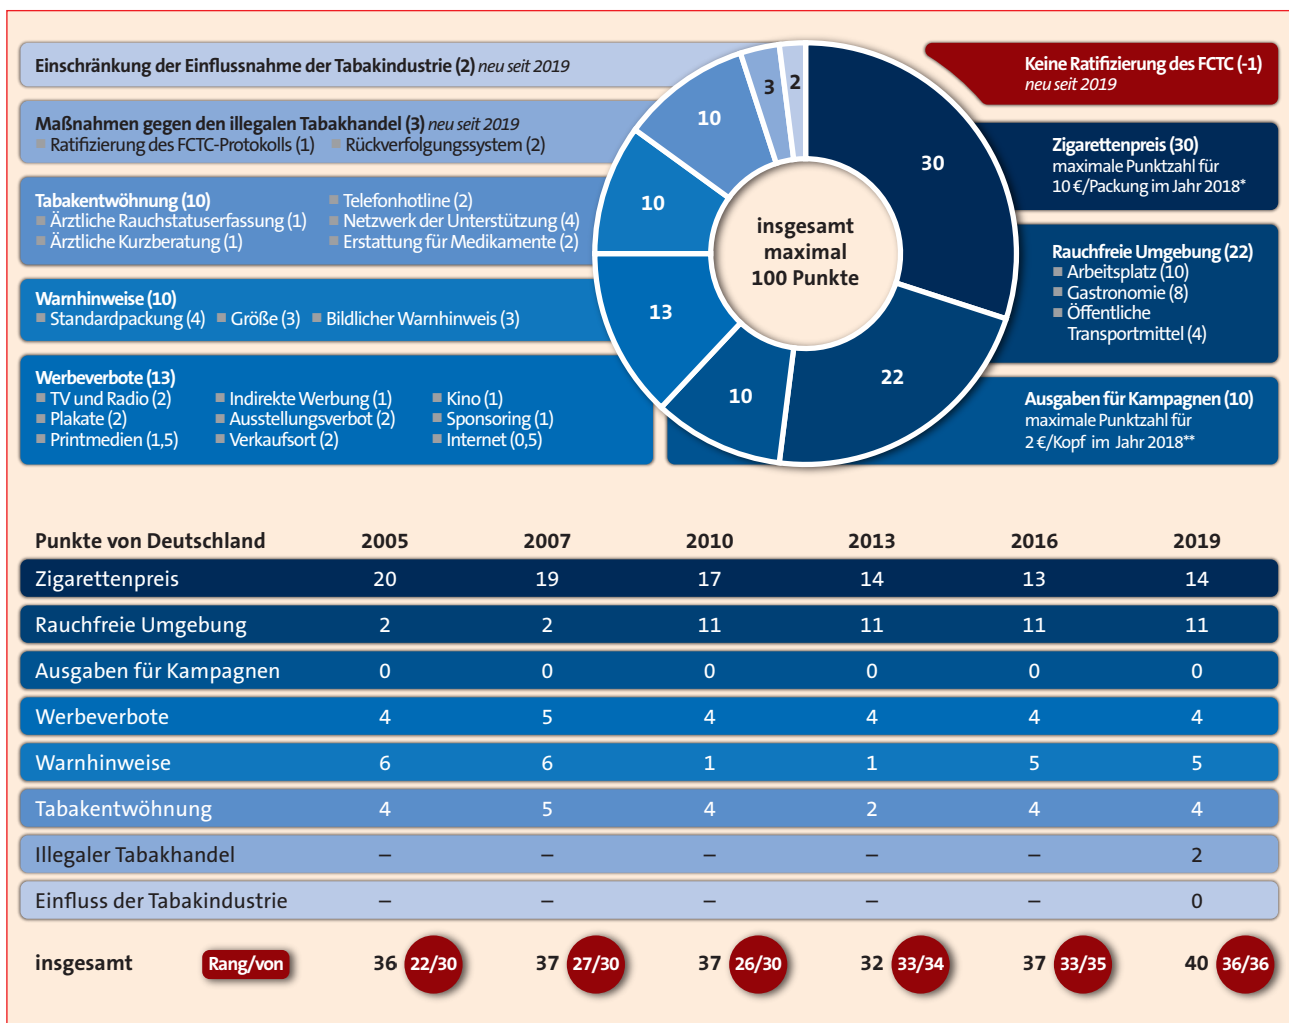 Einschränkung der Einflussnahme der Tabakindustrie (2) neu seit 2019
Maßnahmen gegen den illegalen Tabakhandel (3) neu seit 2019
■ Ratifizierung des FCTC-Protokolls (1) ■ Rückverfolgungssystem (2)
Tabakentwöhnung (10) ■ Telefonhotline (2)
■ Ärztliche Rauchstatuserfassung (1) ■ Netzwerk der Unterstützung (4)
■ Ärztliche Kurzberatung (1) ■ Erstattung für Medikamente (2)
Warnhinweise (10)
■ Standardpackung (4) ■ Größe (3) ■ Bildlicher Warnhinweis (3)
Werbeverbote (13)
■ TV und Radio (2) ■ Indirekte Werbung (1) ■ Kino (1)
■ Plakate (2) ■ Ausstellungsverbot (2) ■ Sponsoring (1)
■ Printmedien (1,5) ■ Verkaufsort (2) ■ Internet (0,5)
2
3
10
10
13
10
22
30
insgesamt
maximal
100 Punkte
Keine Ratifizierung des FCTC (-1)
neu seit 2019
Zigarettenpreis (30)
maximale Punktzahl für
10 €/Packung im Jahr 2018*
Rauchfreie Umgebung (22)
■ Arbeitsplatz (10)
■ Gastronomie (8)
■ Öffentliche
Transportmittel (4)
Ausgaben für Kampagnen (10)
maximale Punktzahl für
2 €/Kopf im Jahr 2018**
Punkte von Deutschland 2005 2007 2010 2013 2016 2019
Zigarettenpreis 20 19 17 14 13 14
Rauchfreie Umgebung 2 2 11 11 11 11
Ausgaben für Kampagnen 0 0 0 0 0 0
Werbeverbote 4 5 4 4 4 4
Warnhinweise 6 6 1 1 5 5
Tabakentwöhnung 4 5 4 2 4 4
Illegaler Tabakhandel – – – – – 2
Einfluss der Tabakindustrie – – – – – 0
insgesamt Rang/von 36 22/30 37 27/30 37 26/30 32 33/34 37 33/35 40 36/36